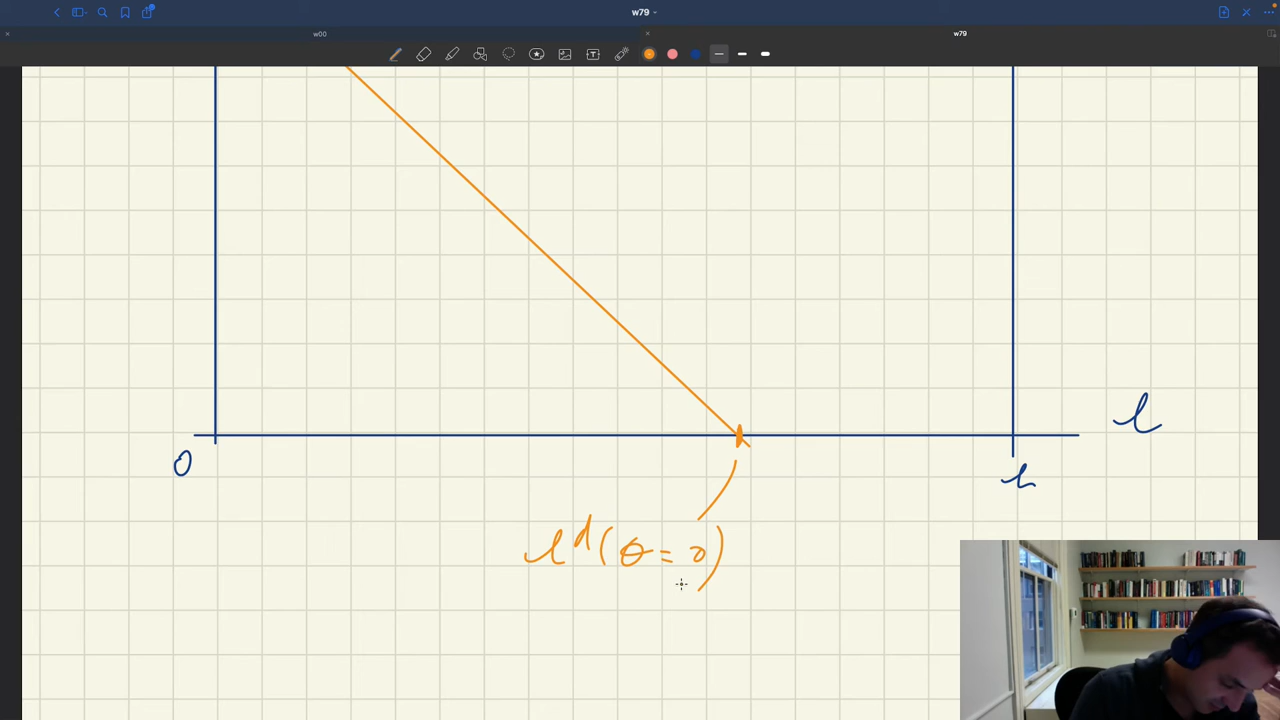 w79
w00
w79
l
0
h
l^d(θ = 0)